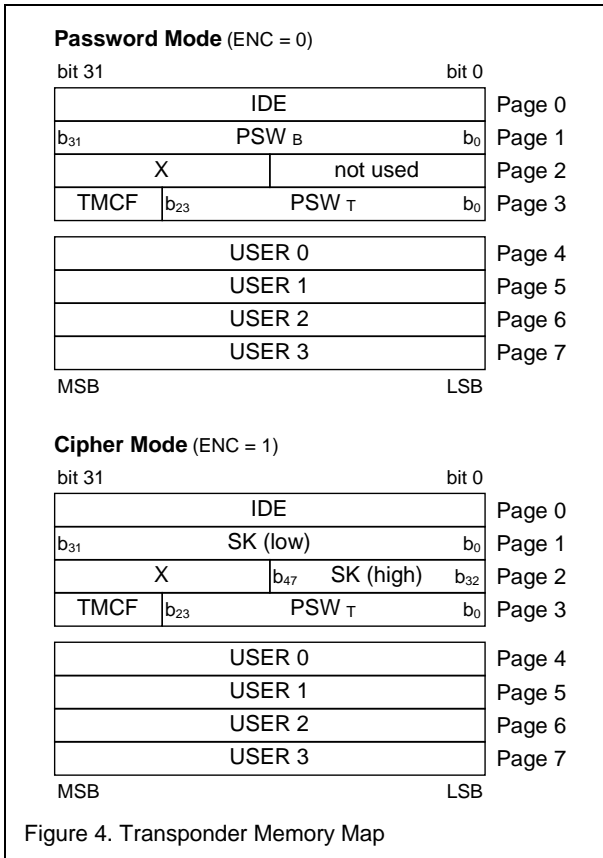 Password Mode (ENC = 0)
bit 31 bit 0
IDE Page 0
b31 PSW B b0 Page 1
X not used Page 2
TMCF b23 PSW T b0 Page 3
USER 0 Page 4
USER 1 Page 5
USER 2 Page 6
USER 3 Page 7
MSB LSB
Cipher Mode (ENC = 1)
bit 31 bit 0
IDE Page 0
b31 SK (low) b0 Page 1
X b47 SK (high) b32 Page 2
TMCF b23 PSW T b0 Page 3
USER 0 Page 4
USER 1 Page 5
USER 2 Page 6
USER 3 Page 7
MSB LSB
Figure 4. Transponder Memory Map